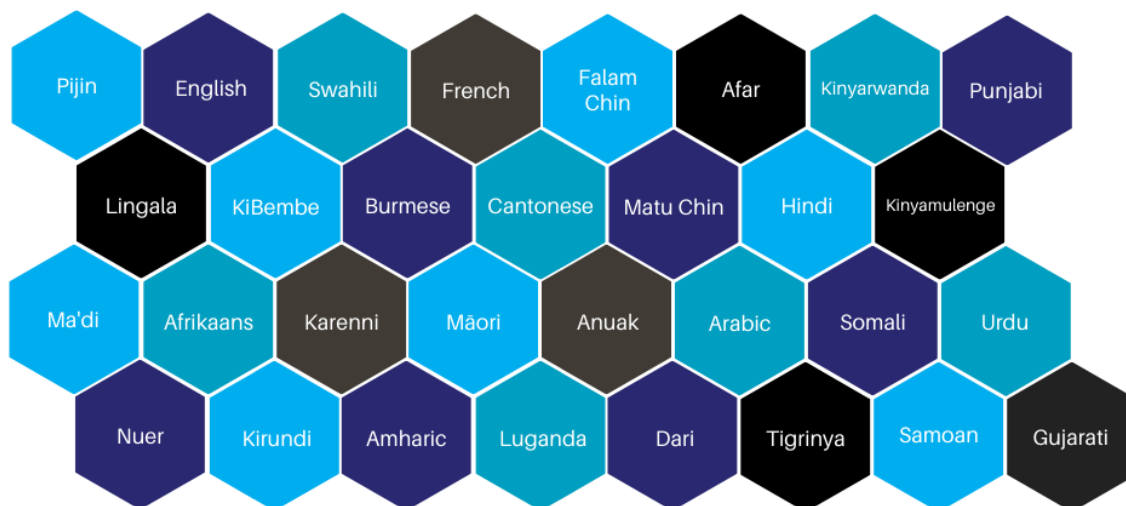 Pijin
English
Swahili
French
Falam
Chin
Afar
Kinyarwanda
Punjabi
Lingala
KiBembe
Burmese
Cantonese
Matu Chin
Hindi
Kinyamulenge
Ma'di
Afrikaans
Karenni
Māori
Anuak
Arabic
Somali
Urdu
Nuer
Kirundi
Amharic
Luganda
Dari
Tigrinya
Samoan
Gujarati